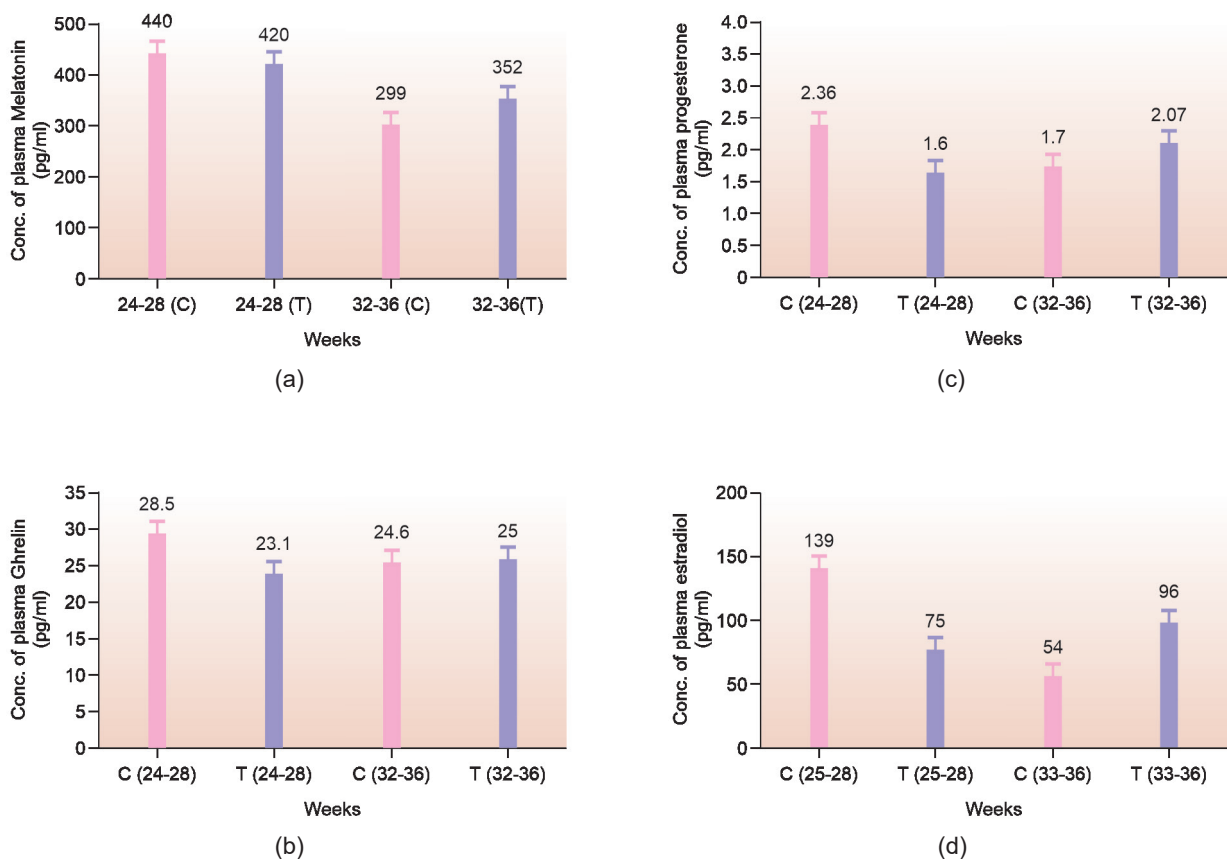 Conc. of plasma Melatonin
(pg/ml)
500
400
300
200
100
0
440
420
299
352
24-28 (C)
24-28 (T)
32-36 (C)
32-36(T)
Weeks
(a)
Conc. of plasma progesterone
(pg/ml)
4.0
3.5
3.0
2.5
2.0
1.5
1.0
0.5
0
2.36
1.6
1.7
2.07
C (24-28)
T (24-28)
C (32-36)
T (32-36)
Weeks
(c)
Conc. of plasma Ghrelin
(pg/ml)
35
30
25
20
15
10
5
0
28.5
23.1
24.6
25
C (24-28)
T (24-28)
C (32-36)
T (32-36)
Weeks
(b)
Conc. of plasma estradiol
(pg/ml)
200
150
100
50
0
139
75
54
96
C (25-28)
T (25-28)
C (33-36)
T (33-36)
Weeks
(d)